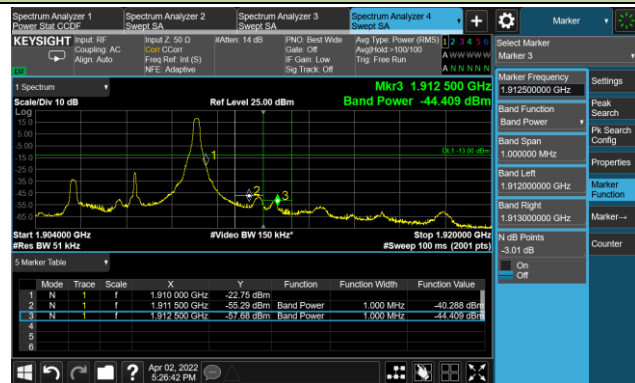 Spectrum Analyzer 1
Power Stat CCDF
Spectrum Analyzer 2
Swept SA
Spectrum Analyzer 3
Swept SA
Spectrum Analyzer 4
Swept SA
+
Marker
KEYSIGHT
Input: RF
Coupling: AC
Align: Auto
Input Z: 50 Ω
Corr CCorr
Freq Ref: Int (S)
NFE: Adaptive
#Atten: 14 dB
PNO: Best Wide
Gate: Off
IF Gain: Low
Sig Track: Off
Avg Type: Power (RMS)
Avg|Hold >100/100
Trig: Free Run
1 2 3 4 5 6
A W W W W W
A N N N N N
Select Marker
Marker 3
1 Spectrum
Scale/Div 10 dB
Ref Level 25.00 dBm
Mkr3 1.912 500 GHz
Band Power -44.409 dBm
Log
15.0
5.00
-5.00
-15.0
-25.0
-35.0
-45.0
-55.0
-65.0
DL1 -13.00 dBm
1
2
3
Start 1.904000 GHz
#Res BW 51 kHz
#Video BW 150 kHz*
Stop 1.920000 GHz
#Sweep 100 ms (2001 pts)
5 Marker Table
Mode Trace Scale X Y Function Function Width Function Value
1 N 1 f 1.910 000 GHz -22.75 dBm
2 N 1 f 1.911 500 GHz -55.29 dBm Band Power 1.000 MHz -40.288 dBm
3 N 1 f 1.912 500 GHz -57.68 dBm Band Power 1.000 MHz -44.409 dBm
4
5
6
Marker Frequency
1.912500000 GHz
Band Function
Band Power
Band Span
1.000000 MHz
Band Left
1.912000000 GHz
Band Right
1.913000000 GHz
N dB Points
-3.01 dB
On
Off
Settings
Peak
Search
Pk Search
Config
Properties
Marker
Function
Marker→
Counter
?
Apr 02, 2022
5:26:42 PM